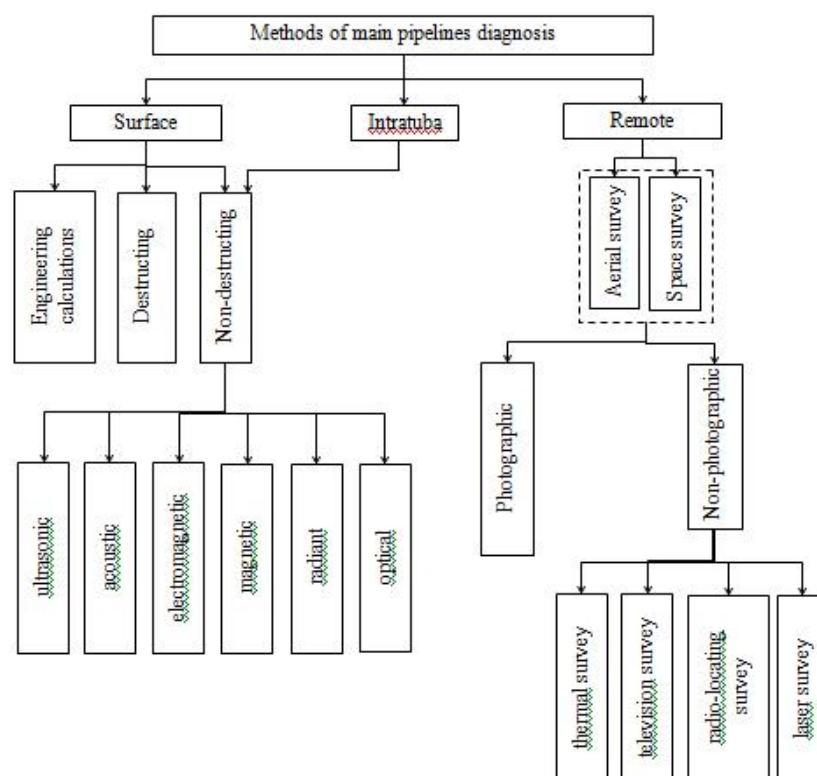 Methods of main pipelines diagnosis
Surface
Intratuba
Remote
Engineering
calculations
Destructing
Non-destructing
Aerial survey
Space survey
Photographic
Non-photographic
ultrasonic
acoustic
electromagnetic
magnetic
radiant
optical
thermal survey
television survey
radio-locating
survey
laser survey